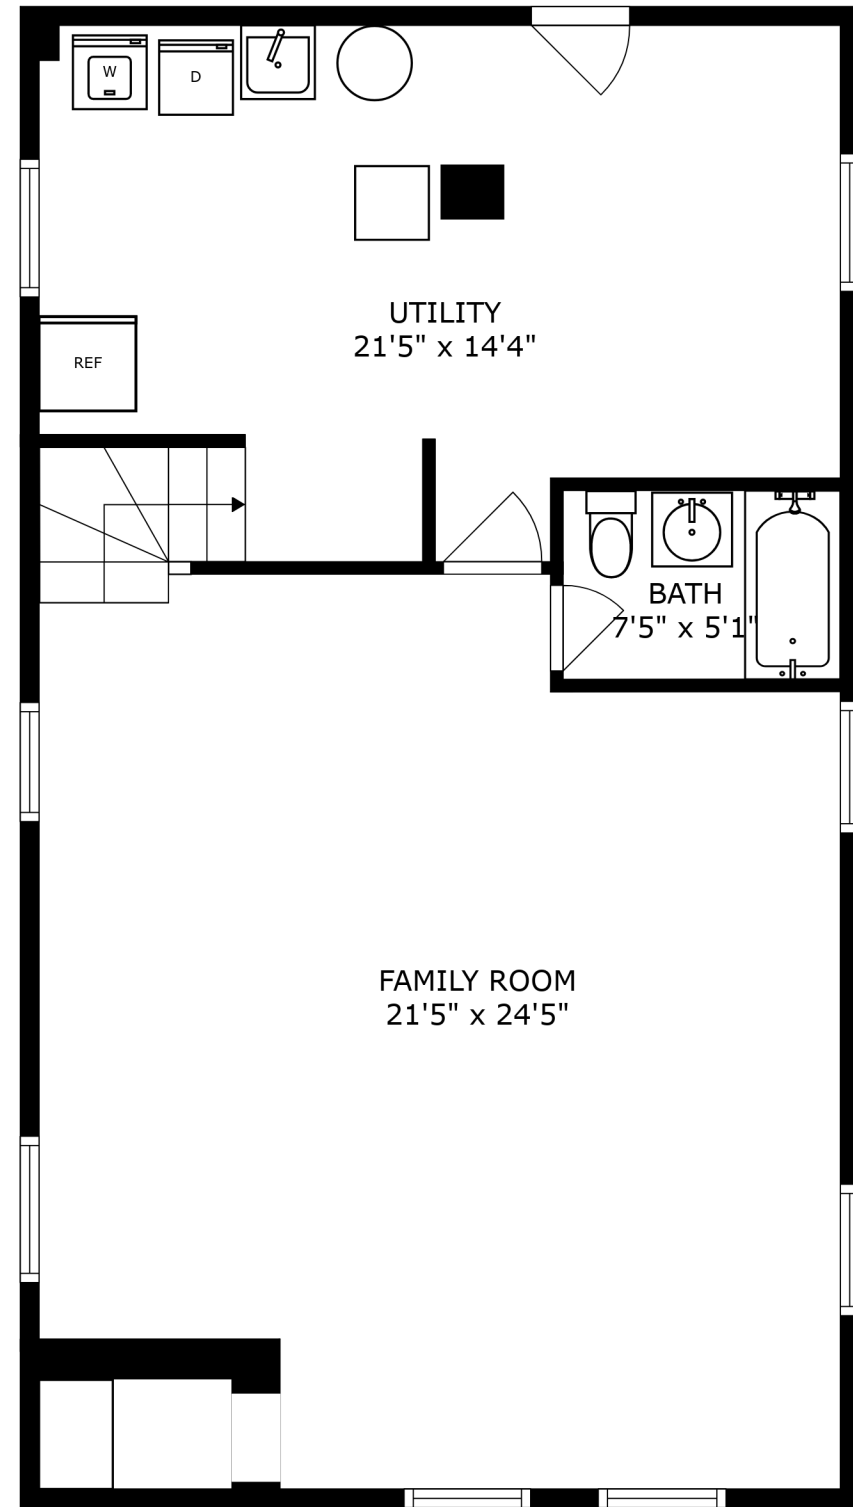 W
D
REF
UTILITY
21'5" x 14'4"
BATH
7'5" x 5'1"
FAMILY ROOM
21'5" x 24'5"